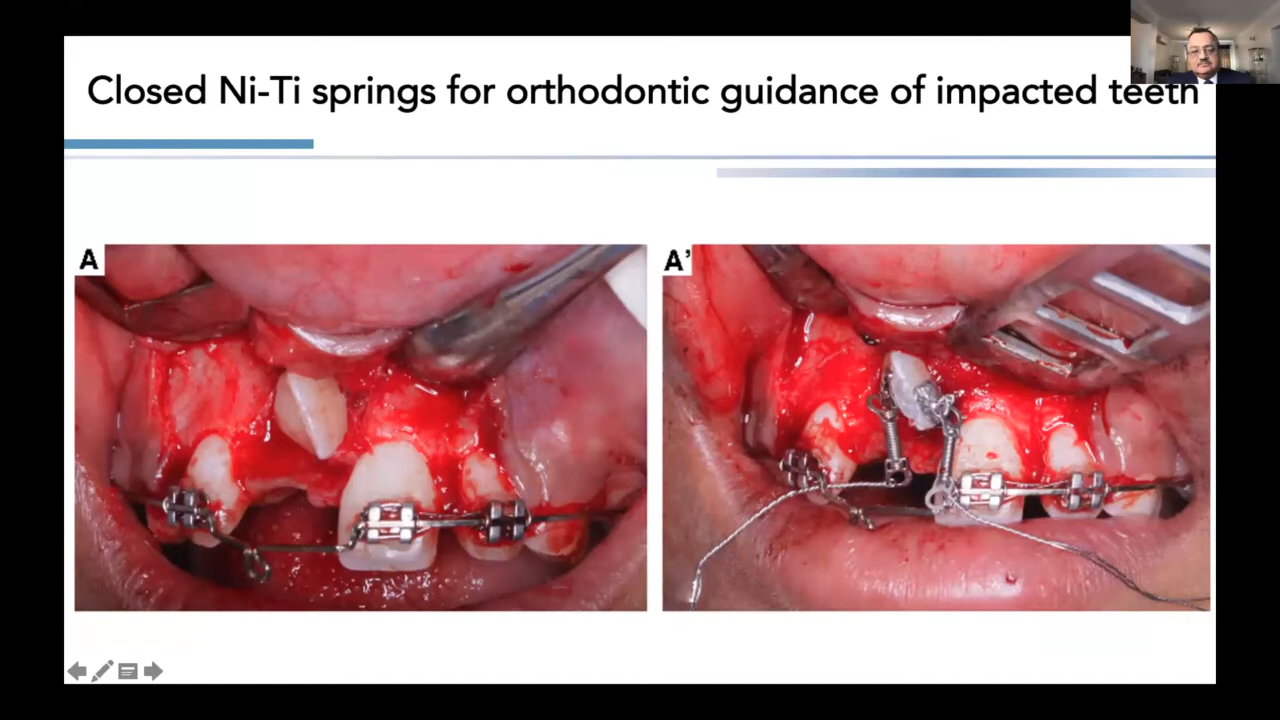 Closed Ni-Ti springs for orthodontic guidance of impacted teeth
A
A'